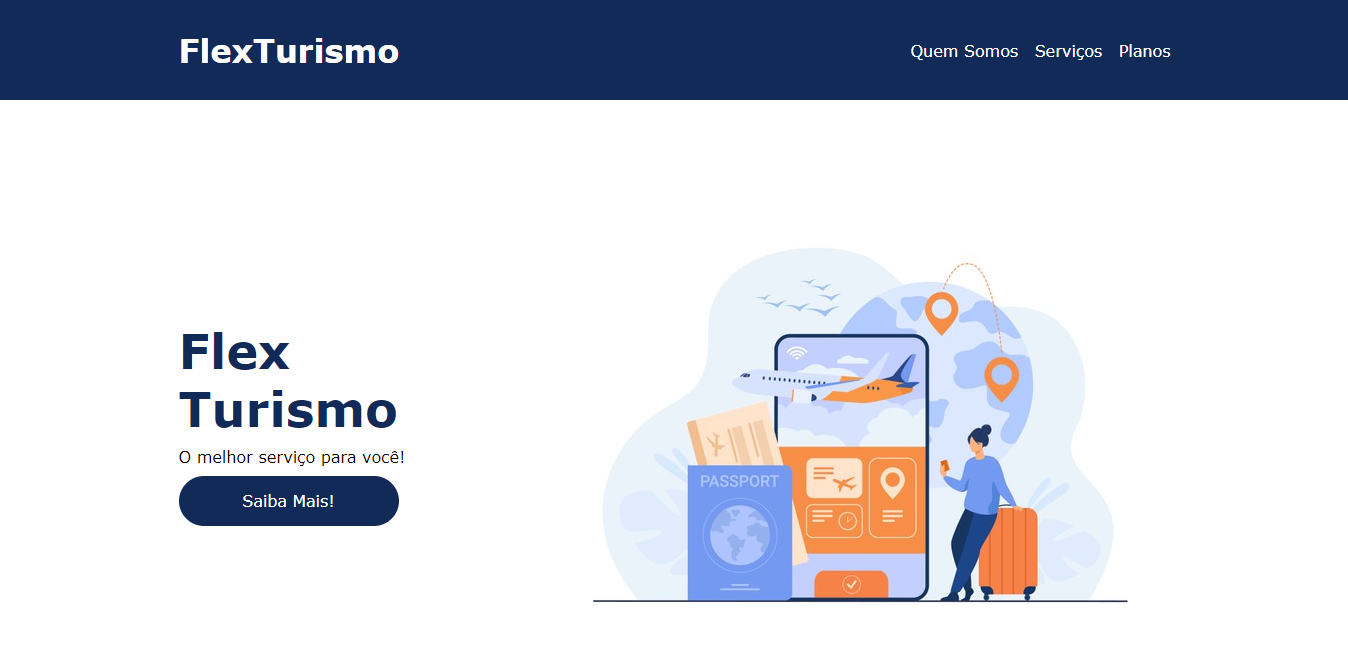 FlexTurismo
Quem Somos Serviços Planos
Flex
Turismo
O melhor serviço para você!
Saiba Mais!
PASSPORT